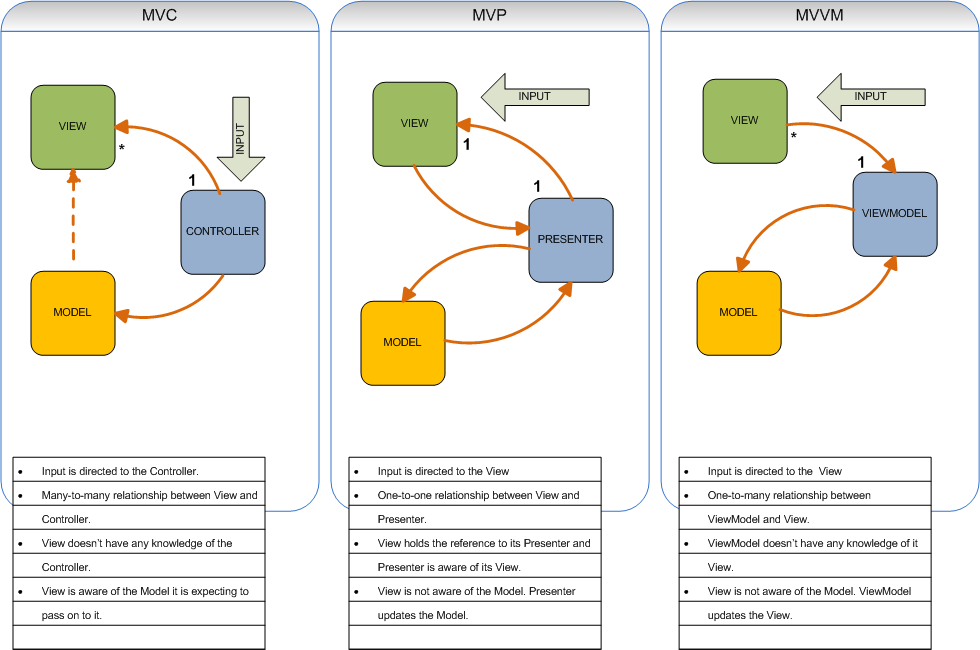 MVC
MVP
MVVM
VIEW
*
INPUT
1
CONTROLLER
MODEL
VIEW
INPUT
1
1
PRESENTER
MODEL
VIEW
INPUT
*
1
VIEWMODEL
MODEL
• Input is directed to the Controller.
• Many-to-many relationship between View and
Controller.
• View doesn't have any knowledge of the
Controller.
• View is aware of the Model it is expecting to
pass on to it.
• Input is directed to the View
• One-to-one relationship between View and
Presenter.
• View holds the reference to its Presenter and
Presenter is aware of its View.
• View is not aware of the Model. Presenter
updates the Model.
• Input is directed to the View
• One-to-many relationship between
ViewModel and View.
• ViewModel doesn't have any knowledge of it
View.
• View is not aware of the Model. ViewModel
updates the View.